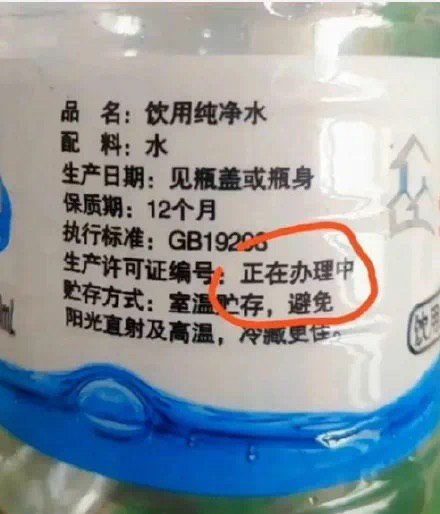 品 名：饮用纯净水
配 料：水
生产日期：见瓶盖或瓶身
保质期：12个月
执行标准：GB19298
生产许可证编号：正在办理中
贮存方式：室温贮存，避免
阳光直射及高温，冷藏更佳。
饮用